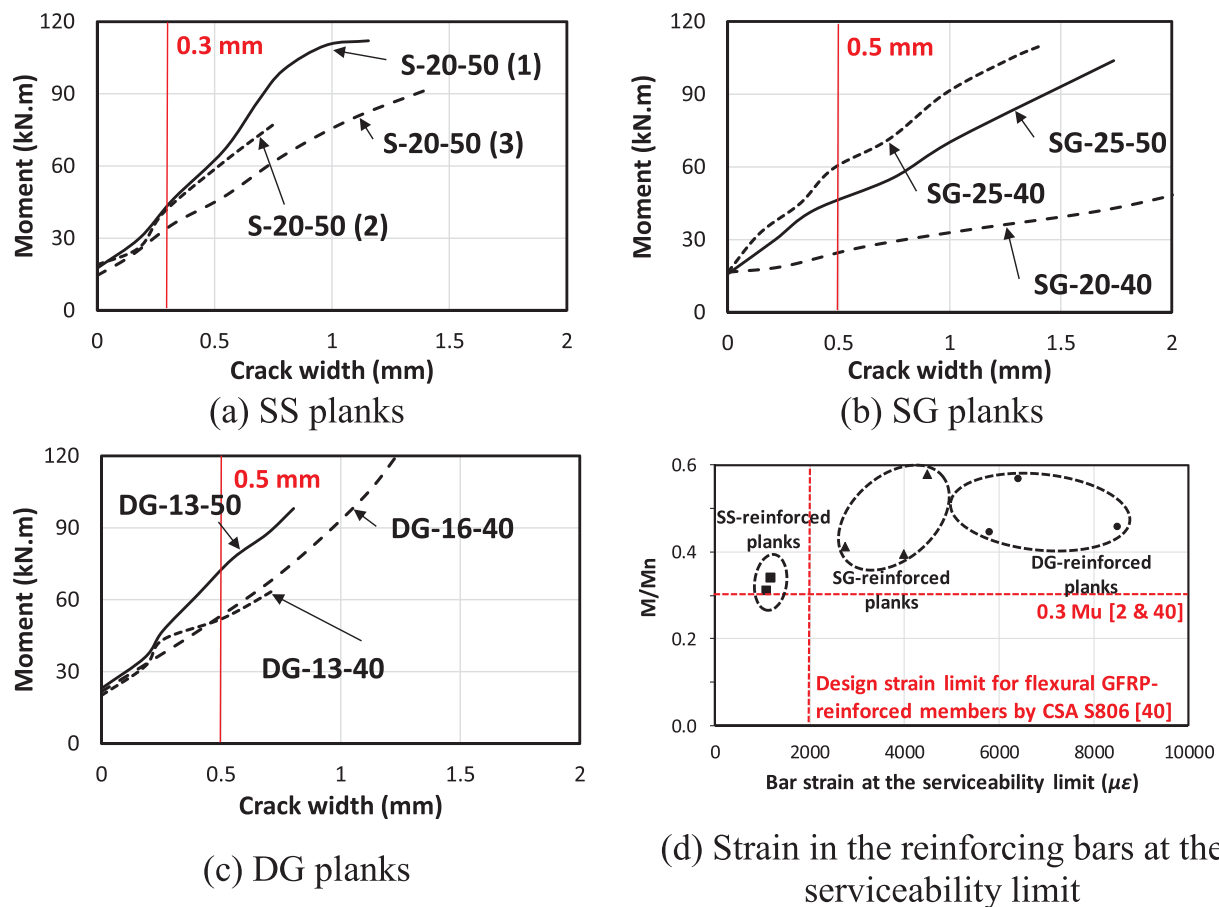 120
90
60
30
0
Moment (kN.m)
0.3 mm
S-20-50 (1)
S-20-50 (3)
S-20-50 (2)
0 0.5 1 1.5 2
Crack width (mm)
(a) SS planks
120
90
60
30
0
Moment (kN.m)
0.5 mm
SG-25-50
SG-25-40
SG-20-40
0 0.5 1 1.5 2
Crack width (mm)
(b) SG planks
120
90
60
30
0
Moment (kN.m)
0.5 mm
DG-13-50
DG-16-40
DG-13-40
0 0.5 1 1.5 2
Crack width (mm)
(c) DG planks
0.6
0.4
0.2
0.0
M/Mn
SS-reinforced
planks
SG-reinforced
planks
DG-reinforced
planks
0.3 Mu [2 & 40]
Design strain limit for flexural GFRP-
reinforced members by CSA S806 [40]
0 2000 4000 6000 8000 10000
Bar strain at the serviceability limit (με)
(d) Strain in the reinforcing bars at the
serviceability limit